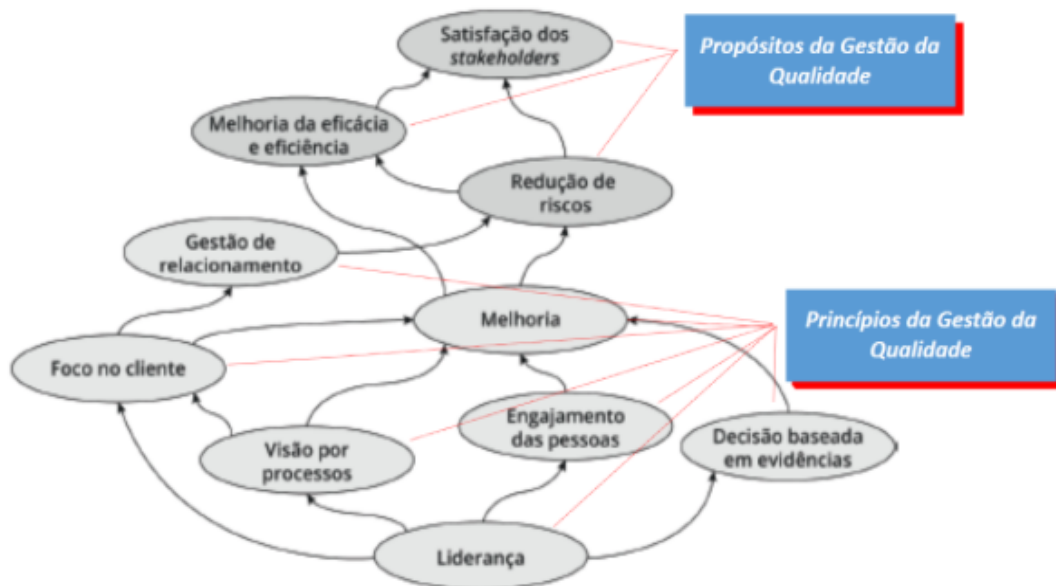 Satisfação dos
stakeholders
Propósitos da Gestão da
Qualidade
Melhoria da eficácia
e eficiência
Redução de
riscos
Gestão de
relacionamento
Melhoria
Princípios da Gestão da
Qualidade
Foco no cliente
Engajamento
das pessoas
Decisão baseada
em evidências
Visão por
processos
Liderança